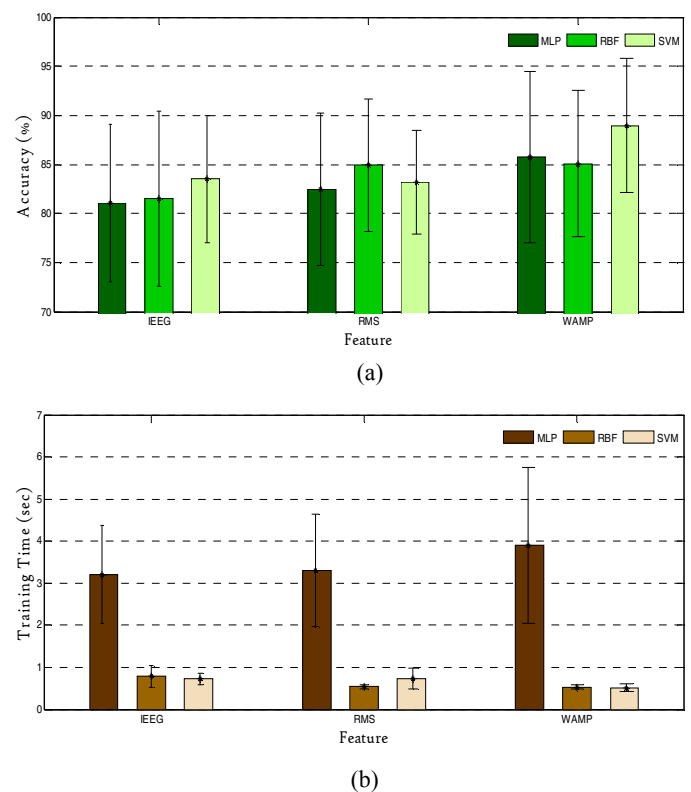 100
95
90
85
80
75
70
Accuracy (%)
MLP RBF SVM
IEEG RMS WAMP
Feature
(a)
7
6
5
4
3
2
1
0
Training Time (sec)
MLP RBF SVM
IEEG RMS WAMP
Feature
(b)